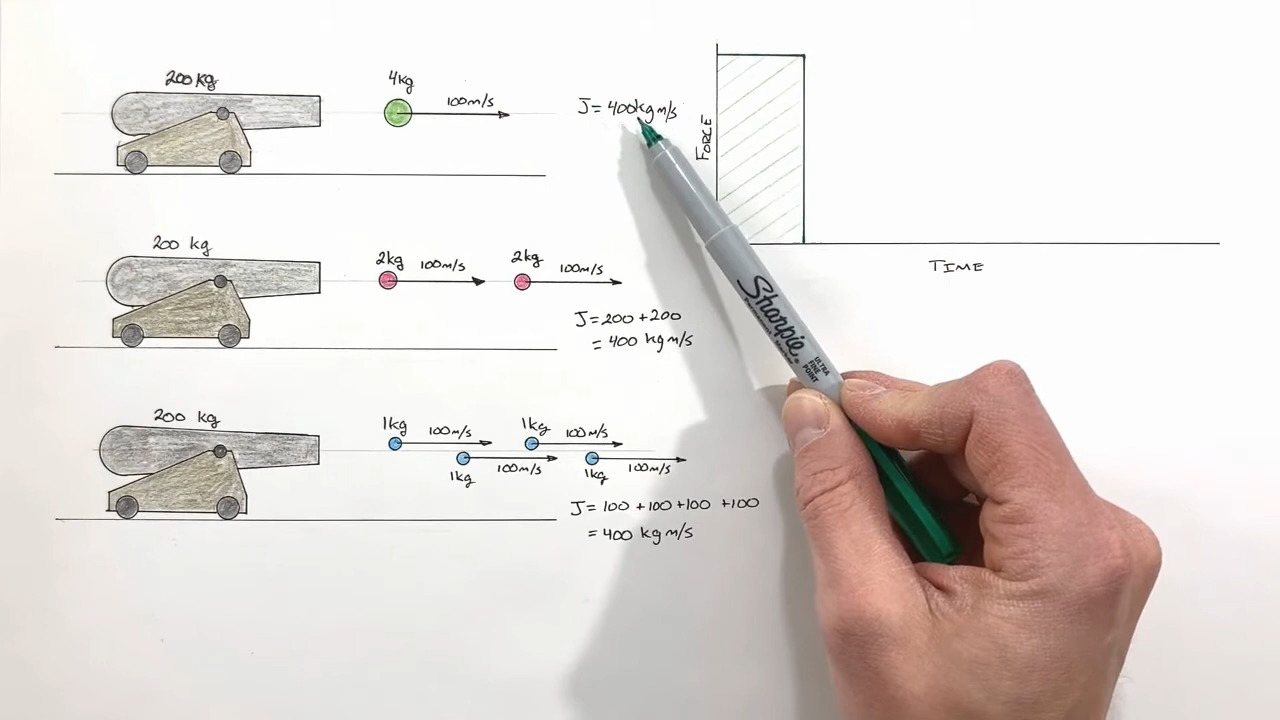 200 Kg
4kg
100m/s
J = 400kg m/s
FORCE
TIME
200 kg
2kg
100m/s
2kg
100m/s
J = 200 + 200
= 400 kg m/s
200 kg
1kg
100m/s
1kg
100m/s
1kg
100m/s
1kg
100m/s
J = 100 + 100 + 100 + 100
= 400 kg m/s
Sharpie
ULTRA
FINE
POINT